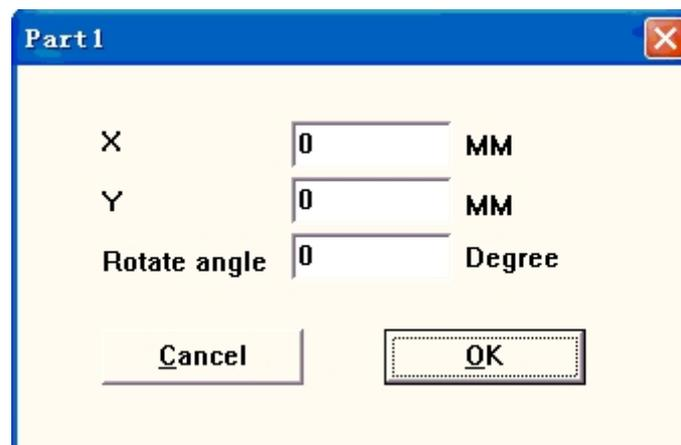 Part1
X 0 MM
Y 0 MM
Rotate angle 0 Degree
Cancel OK